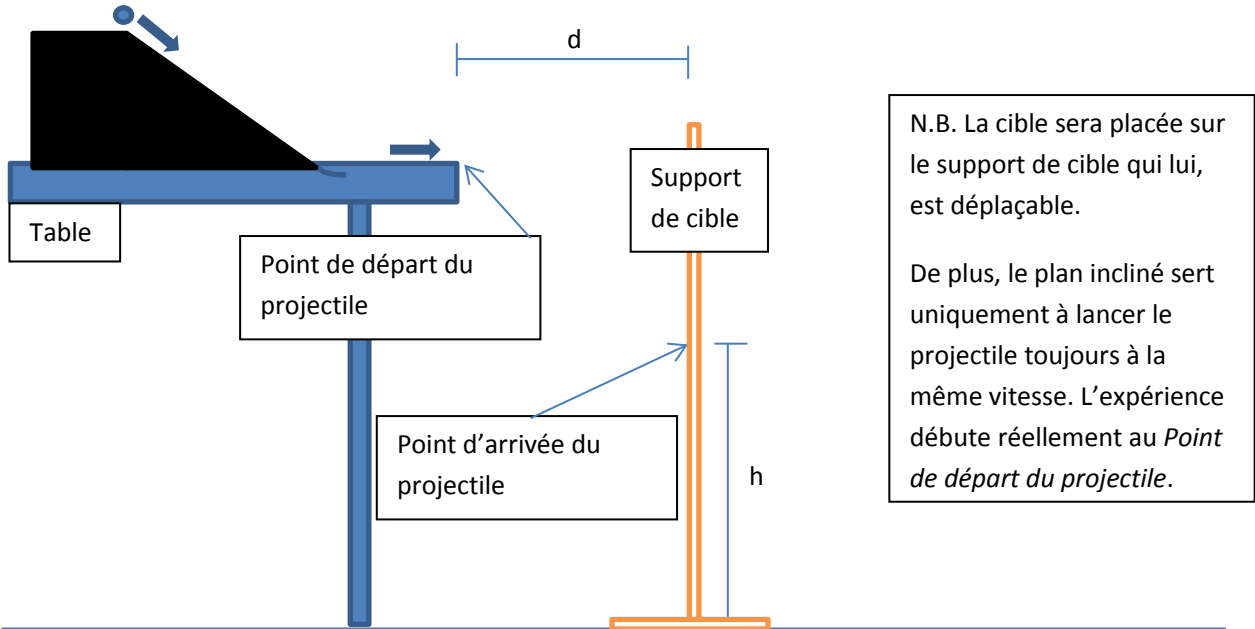 d
N.B. La cible sera placée sur
le support de cible qui lui,
est déplaçable.
De plus, le plan incliné sert
uniquement à lancer le
projectile toujours à la
même vitesse. L’expérience
débute réellement au Point
de départ du projectile.
Support
de cible
Table
Point de départ du
projectile
Point d’arrivée du
projectile
h